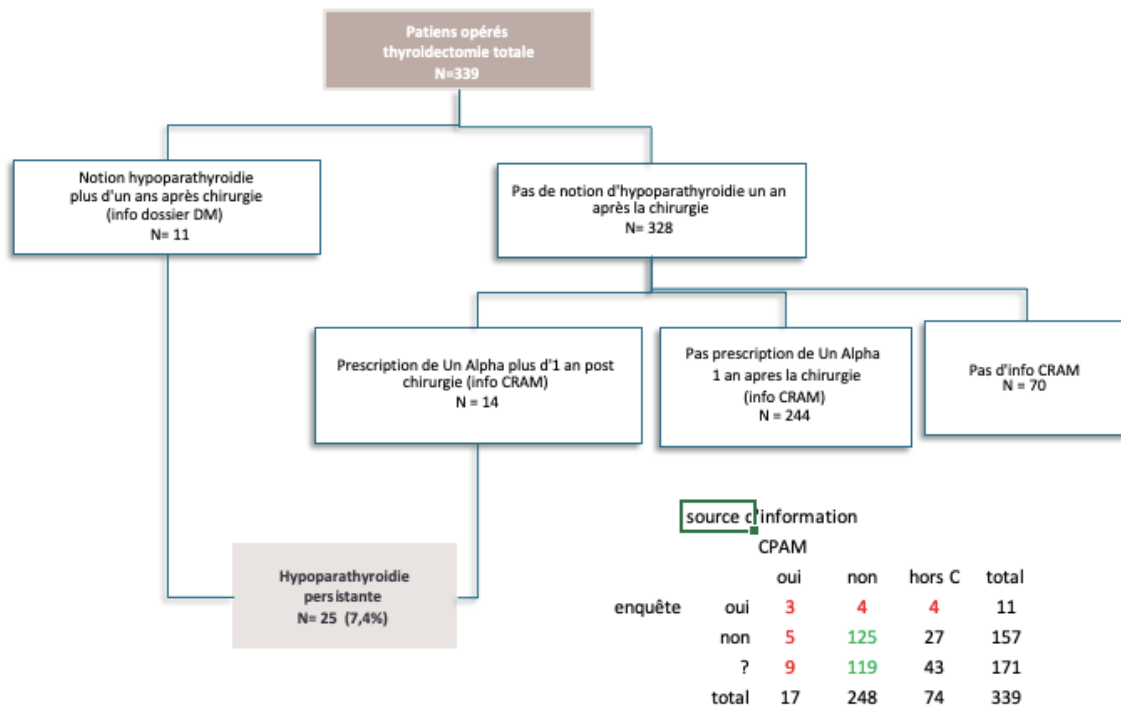 Patiens opérés
thyroidectomie totale
N=339
Notion hypoparathyroidie
plus d'un ans après chirurgie
(info dossier DM)
N= 11
Pas de notion d'hypoparathyroidie un an
après la chirurgie
N= 328
Prescription de Un Alpha plus d'1 an post
chirurgie (info CRAM)
N = 14
Pas prescription de Un Alpha
1 an apres la chirurgie
(info CRAM)
N = 244
Pas d'info CRAM
N = 70
Hypoparathyroidie
persistante
N= 25 (7,4%)
source d'information
CPAM
oui non hors C total
enquête oui 3 4 4 11
non 5 125 27 157
? 9 119 43 171
total 17 248 74 339